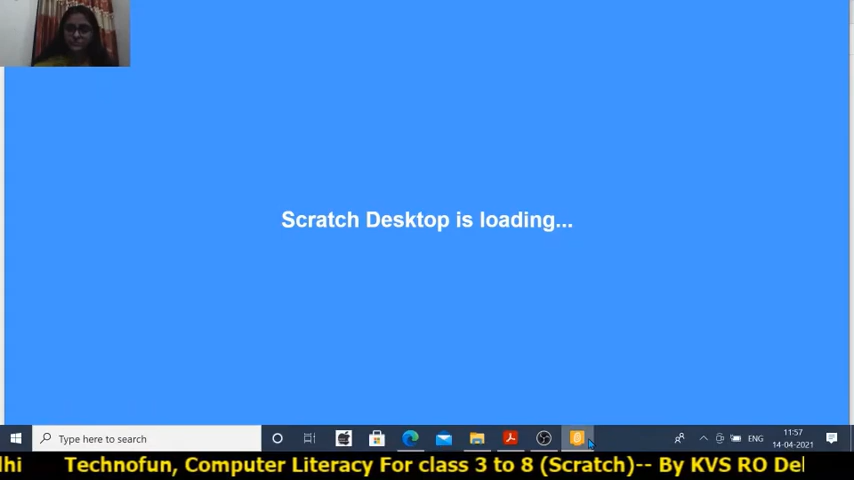 Scratch Desktop is loading...
Type here to search
ENG
11:57
14-04-2021
lhi Technofun, Computer Literacy For class 3 to 8 (Scratch)-- By KVS RO Del